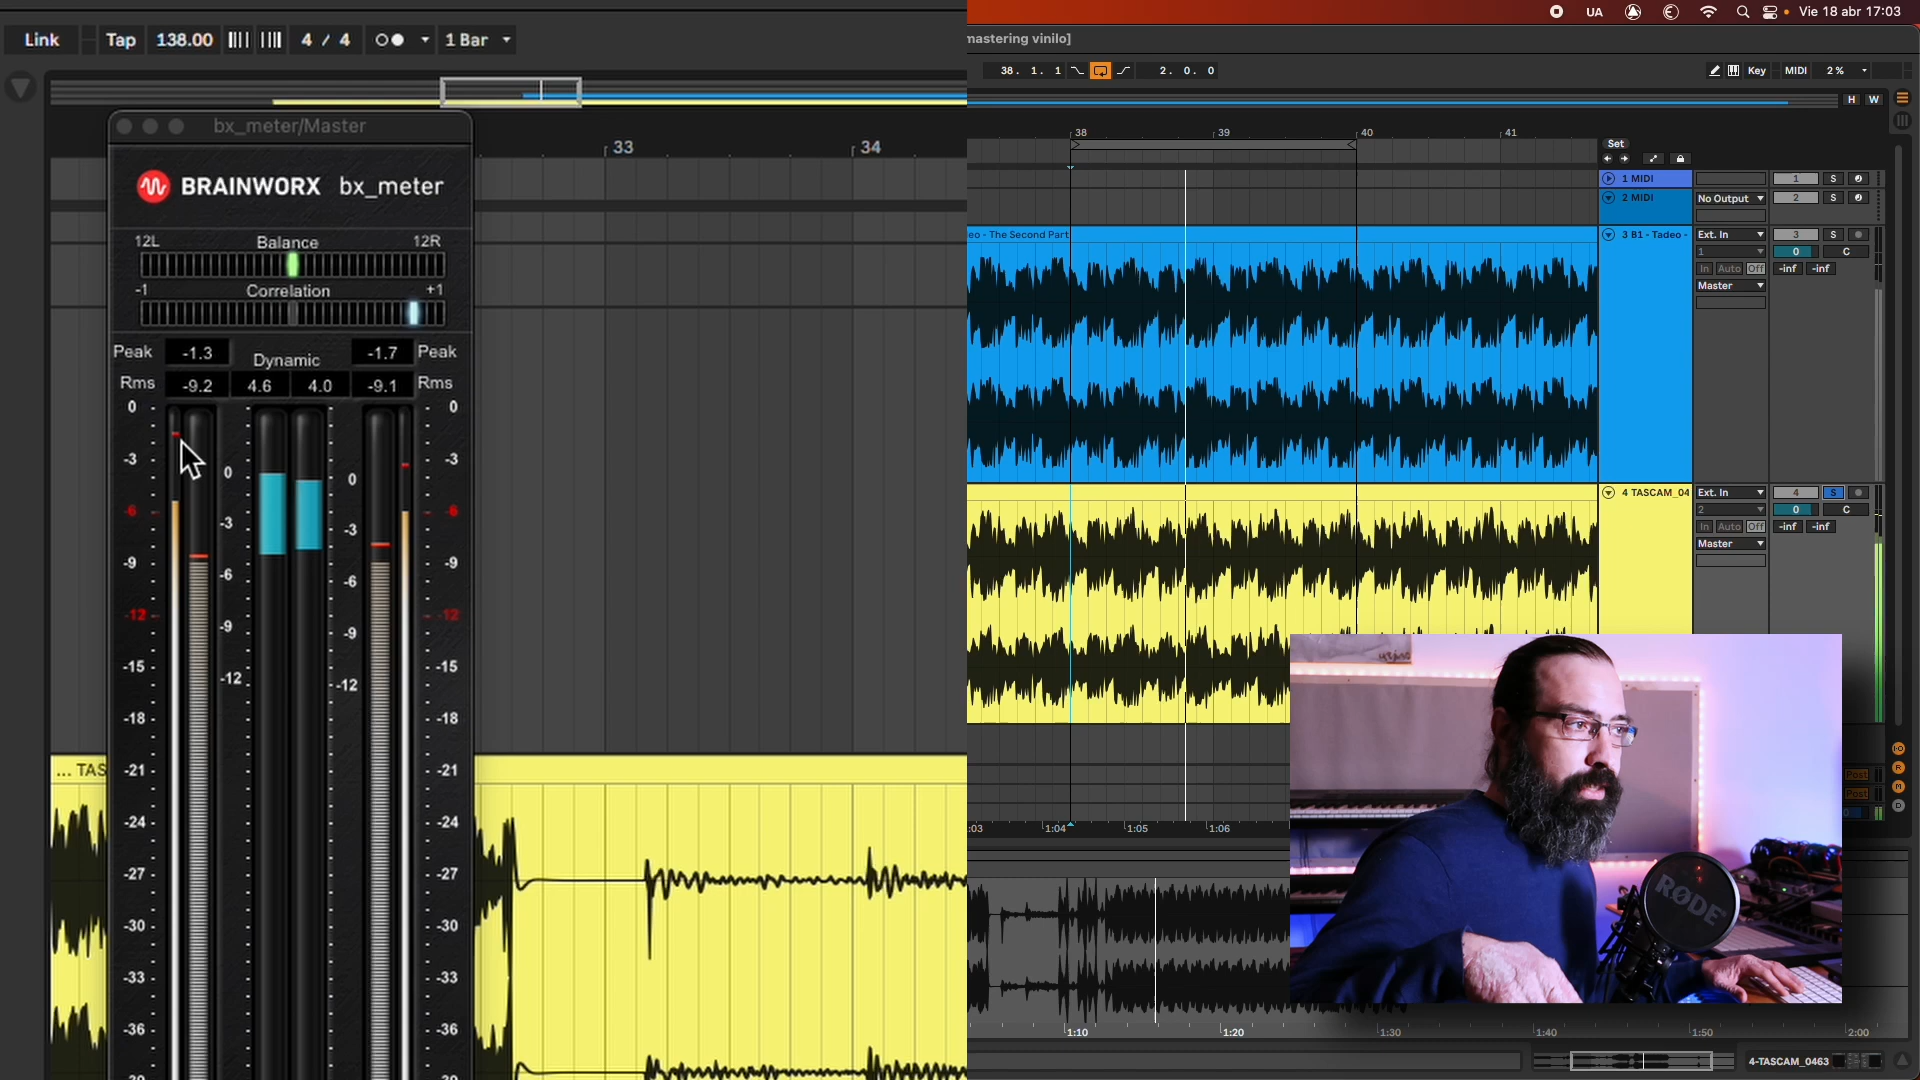 Link
Tap
138.00
4 / 4
1 Bar
bx_meter/Master
33
34
BRAINWORX bx_meter
12L Balance 12R
-1 Correlation +1
Peak -1.3 Dynamic -1.7 Peak
Rms -9.2 4.6 4.0 -9.1 Rms
0 0
-3 -3
0 0
-6 -6
-3 -3
-9 -9
-6 -6
-12 -12
-9 -9
-15 -15
-12 -12
-18 -18
-21 -21
-24 -24
-27 -27
-30 -30
-33 -33
-36 -36
... TAS
UA
Vie 18 abr 17:03
mastering vinilo]
38. 1. 1
2. 0. 0
Key
MIDI
2 %
H W
38 39 40 41
Set
1 MIDI
1 S
2 MIDI
No Output
2 S
eo - The Second Part
3 B1 - Tadeo -
Ext. In
3 S
1
0 C
In Auto Off
-inf -inf
Master
4 TASCAM_04
Ext. In
4 S
2
0 C
In Auto Off
-inf -inf
Master
Post
Post
I·O
R
M
D
:03 1:04 1:05 1:06
RØDE
1:10 1:20 1:30 1:40 1:50 2:00
4-TASCAM_0463